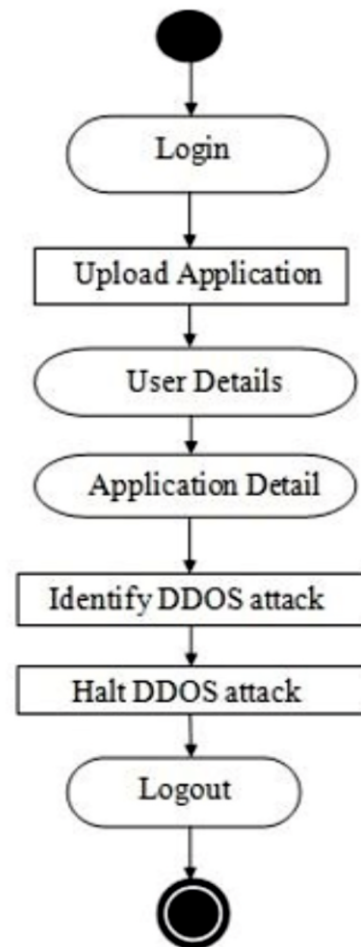 Login
Upload Application
User Details
Application Detail
Identify DDOS attack
Halt DDOS attack
Logout